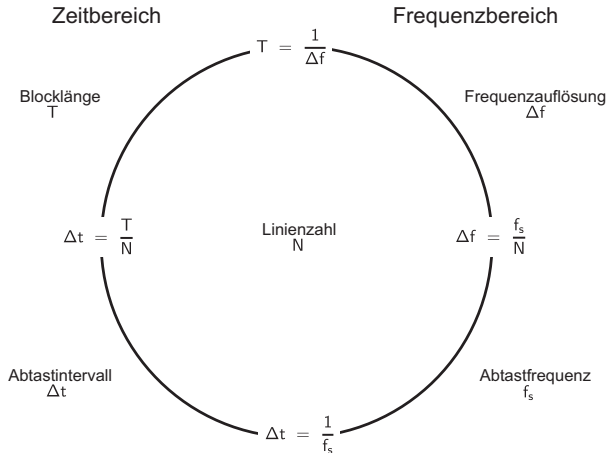 Zeitbereich
Frequenzbereich
T = 1/Δf
Blocklänge
T
Frequenzauflösung
Δf
Δt = T/N
Linienzahl
N
Δf = fₛ/N
Abtastintervall
Δt
Abtastfrequenz
fₛ
Δt = 1/fₛ